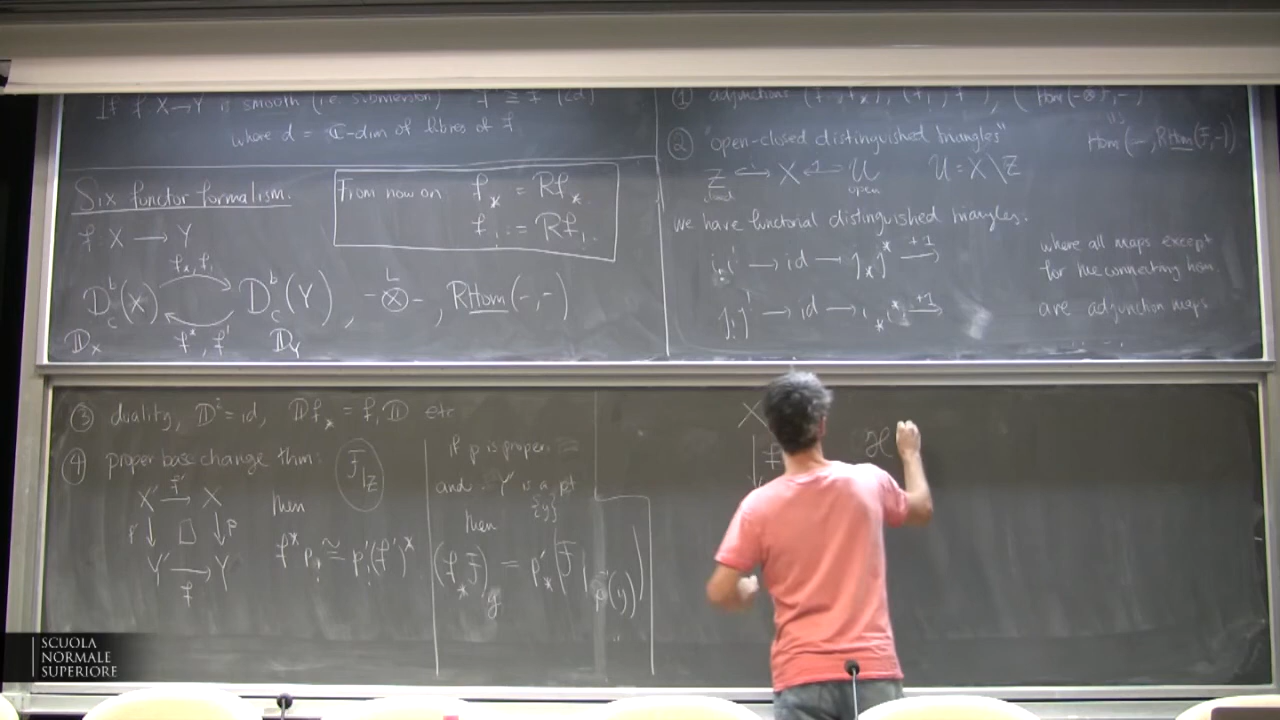 If f: X → Y is smooth (i.e. submersion) f^! ≅ f^*(2d)
where d = ℂ-dim of fibres of f.
Six functor formalism.
f: X → Y
From now on f_* := Rf_*
f_! := Rf_!
f_*, f_!
D^b_c(X) ⇄ D^b_c(Y), - ⊗^L -, RHom(-,-)
f^*, f^!
𝔻_X 𝔻_Y
① adjunctions (f^*, f_*), (f_!, f^!), (
Hom(-, RHom(F,-))
② "open-closed distinguished triangles"
Z →^i X ←^j U U = X \ Z
closed open
we have functorial distinguished triangles:
i_! i^! → id → j_* j^* →^{+1}
j_! j^! → id → i_* i^* →^{+1}
where all maps except
for the connecting hom.
are adjunction maps
③ duality, 𝔻² = id, 𝔻f_* = f_!𝔻 etc
④ proper base change thm:
F|_Z
X' →^{f'} X
p' ↓ □ ↓ p
Y' →^f Y
then
f^* p_! ≅ p'_! (f')^*
if p is proper
and Y' is a pt
{y}
then
(f_* F)_y = p'_* (F|_{p^{-1}(y)})
X
↓ f
ℋ
SCUOLA
NORMALE
SUPERIORE